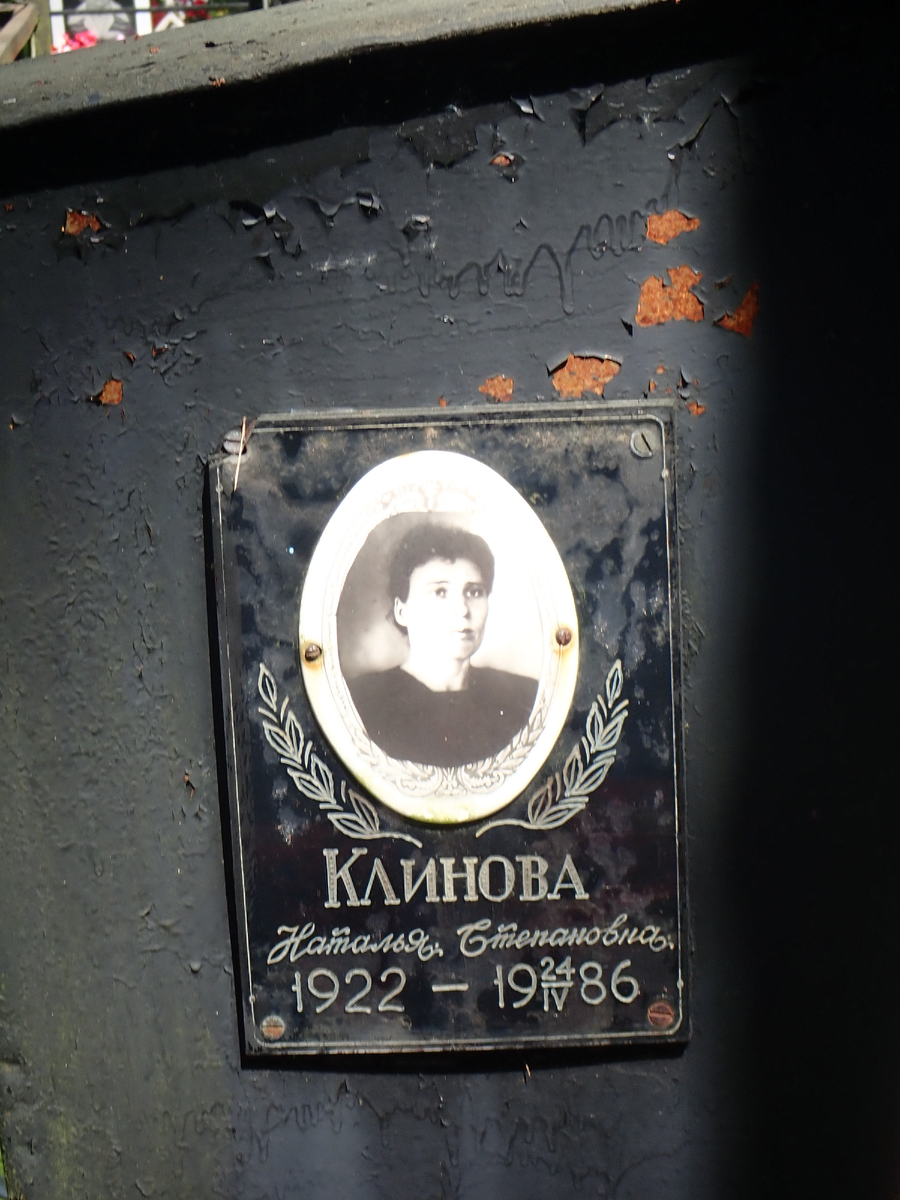 КЛИНОВА
Наталья Степановна
1922 – 19 24/IV 86